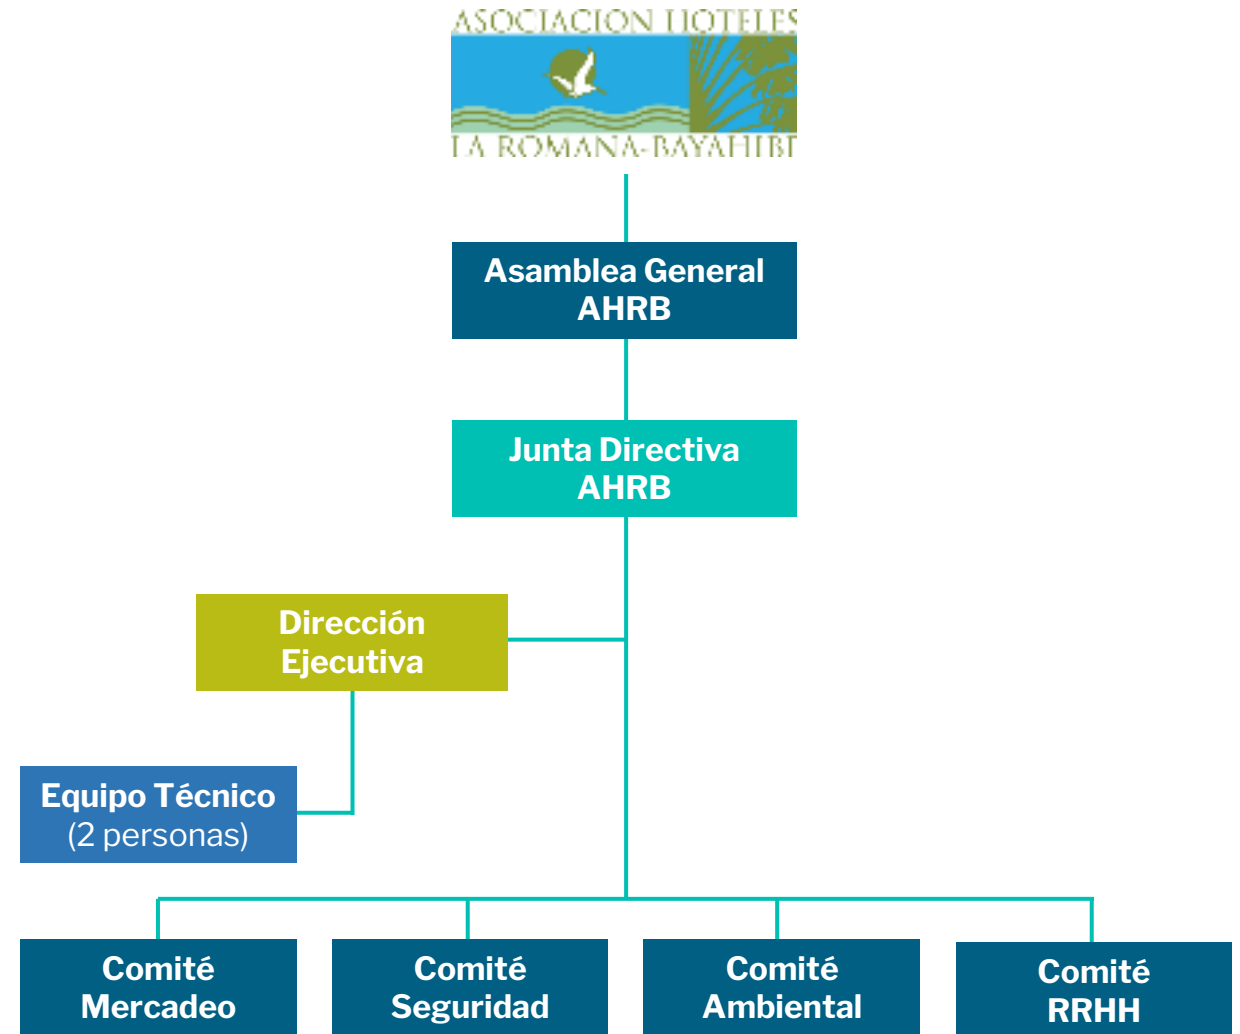 ASOCIACION HOTELES
LA ROMANA-BAYAHIBE
Asamblea General
AHRB
Junta Directiva
AHRB
Dirección
Ejecutiva
Equipo Técnico
(2 personas)
Comité
Mercadeo
Comité
Seguridad
Comité
Ambiental
Comité
RRHH